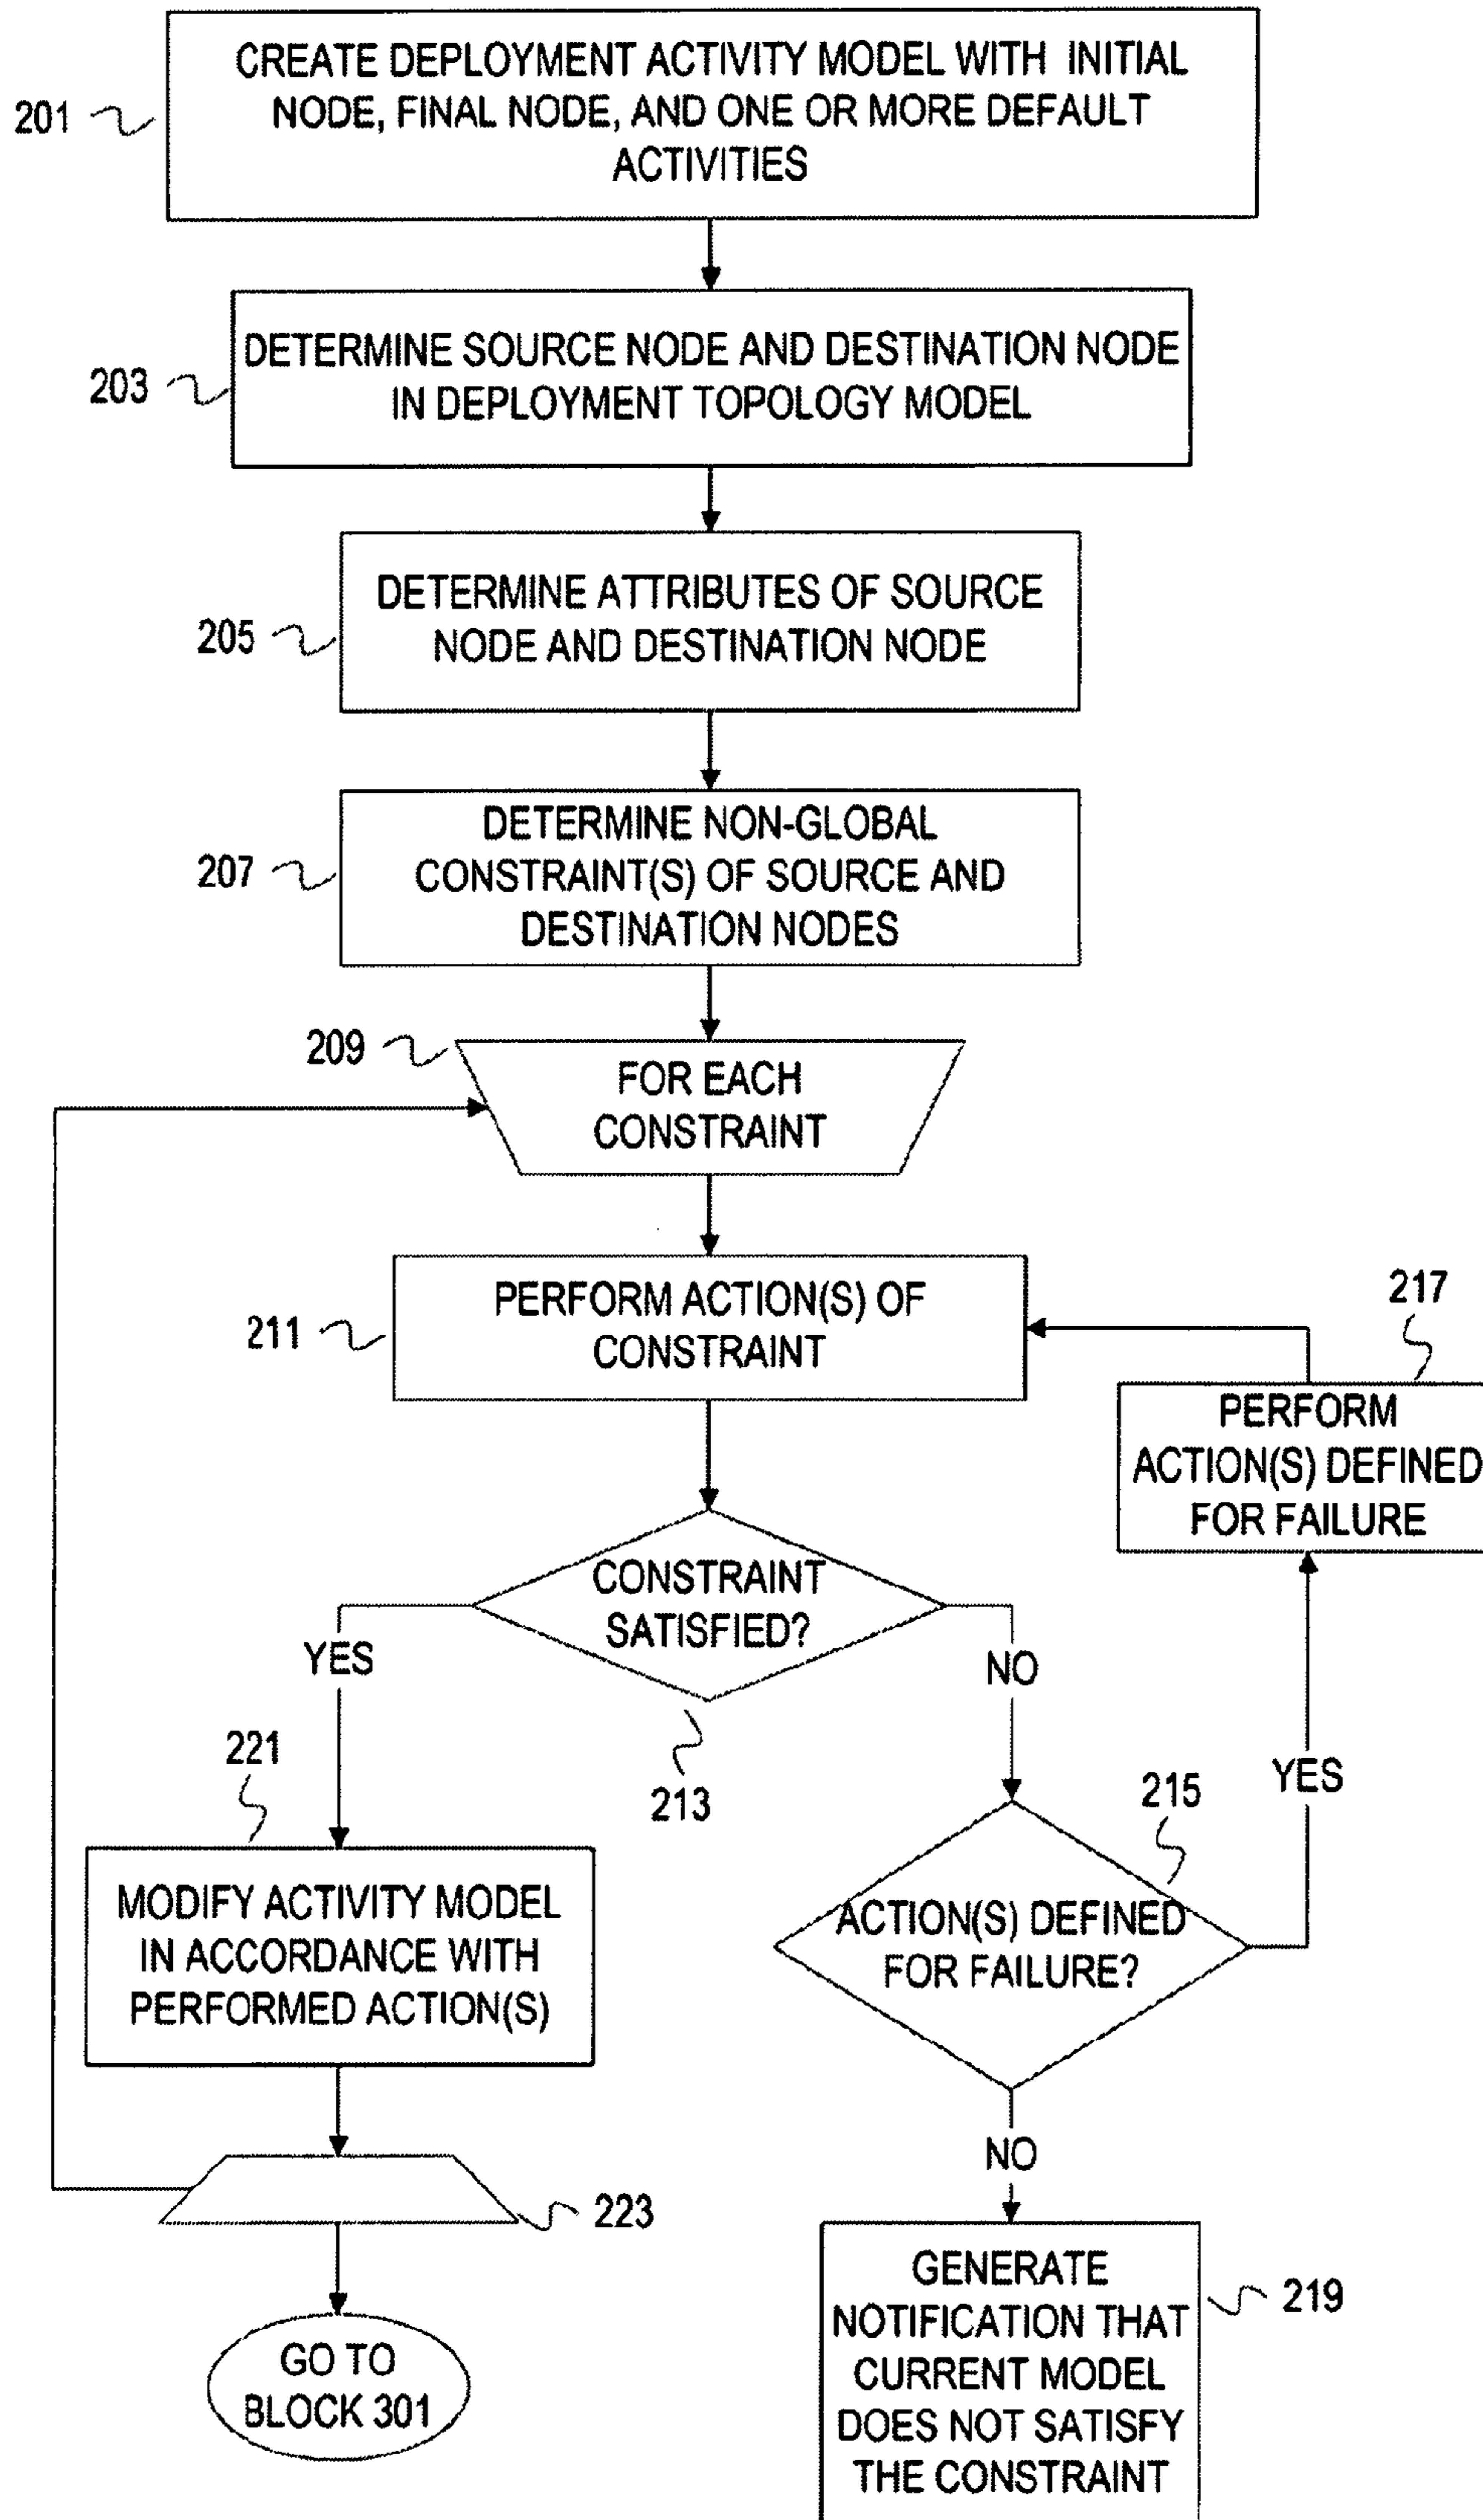 CREATE DEPLOYMENT ACTIVITY MODEL WITH INITIAL
NODE, FINAL NODE, AND ONE OR MORE DEFAULT
ACTIVITIES
201
DETERMINE SOURCE NODE AND DESTINATION NODE
IN DEPLOYMENT TOPOLOGY MODEL
203
DETERMINE ATTRIBUTES OF SOURCE
NODE AND DESTINATION NODE
205
DETERMINE NON-GLOBAL
CONSTRAINT(S) OF SOURCE AND
DESTINATION NODES
207
209
FOR EACH
CONSTRAINT
PERFORM ACTION(S) OF
CONSTRAINT
211
217
PERFORM
ACTION(S) DEFINED
FOR FAILURE
CONSTRAINT
SATISFIED?
YES
NO
213
221
215
YES
MODIFY ACTIVITY MODEL
IN ACCORDANCE WITH
PERFORMED ACTION(S)
ACTION(S) DEFINED
FOR FAILURE?
NO
223
GO TO
BLOCK 301
GENERATE
NOTIFICATION THAT
CURRENT MODEL
DOES NOT SATISFY
THE CONSTRAINT
219